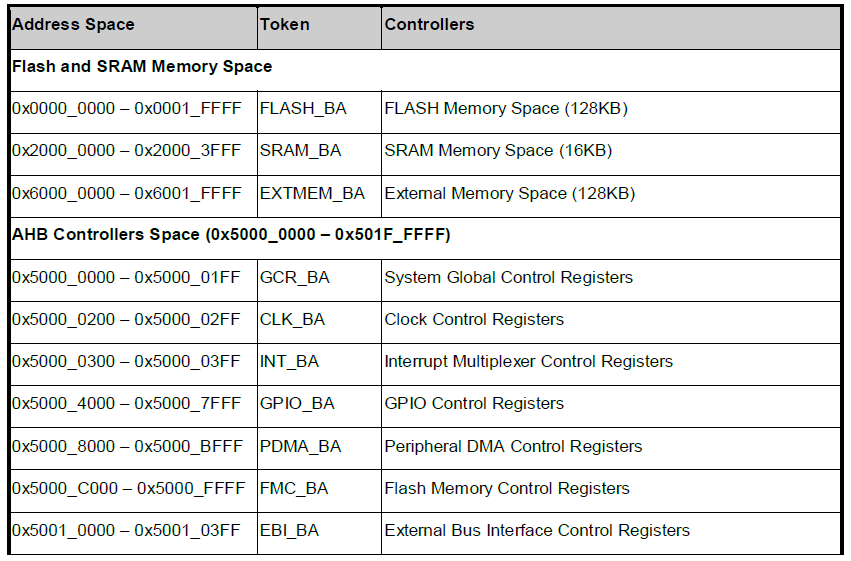 Address Space Token Controllers
Flash and SRAM Memory Space
0x0000_0000 – 0x0001_FFFF FLASH_BA FLASH Memory Space (128KB)
0x2000_0000 – 0x2000_3FFF SRAM_BA SRAM Memory Space (16KB)
0x6000_0000 – 0x6001_FFFF EXTMEM_BA External Memory Space (128KB)
AHB Controllers Space (0x5000_0000 – 0x501F_FFFF)
0x5000_0000 – 0x5000_01FF GCR_BA System Global Control Registers
0x5000_0200 – 0x5000_02FF CLK_BA Clock Control Registers
0x5000_0300 – 0x5000_03FF INT_BA Interrupt Multiplexer Control Registers
0x5000_4000 – 0x5000_7FFF GPIO_BA GPIO Control Registers
0x5000_8000 – 0x5000_BFFF PDMA_BA Peripheral DMA Control Registers
0x5000_C000 – 0x5000_FFFF FMC_BA Flash Memory Control Registers
0x5001_0000 – 0x5001_03FF EBI_BA External Bus Interface Control Registers